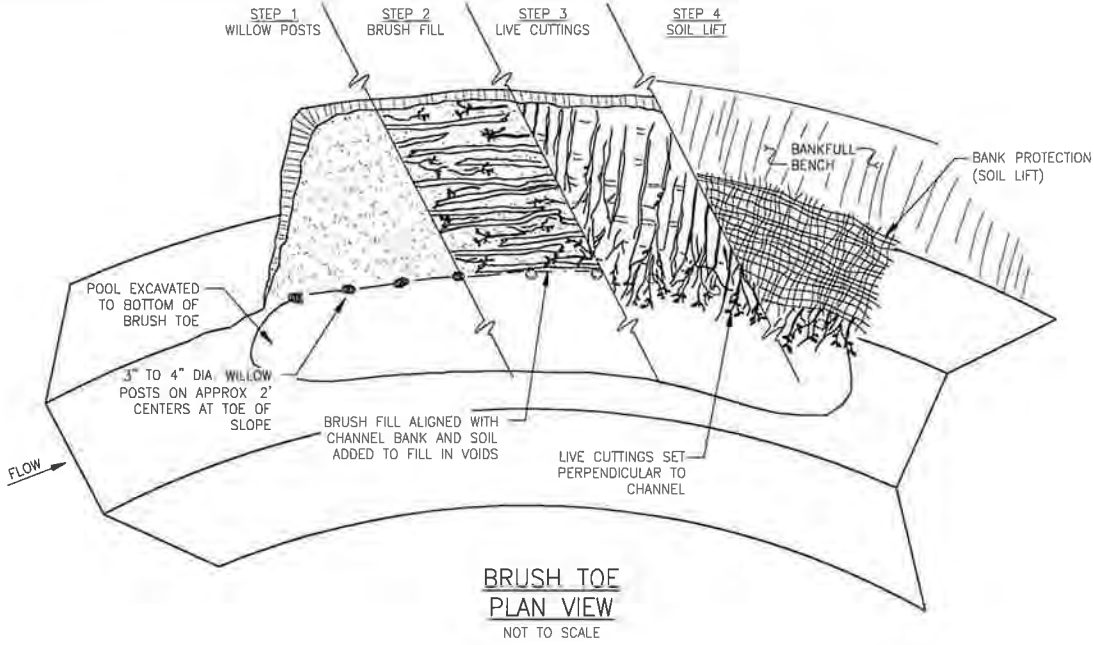 STEP 1
WILLOW POSTS
STEP 2
BRUSH FILL
STEP 3
LIVE CUTTINGS
STEP 4
SOIL LIFT
BANKFULL
BENCH
BANK PROTECTION
(SOIL LIFT)
POOL EXCAVATED
TO BOTTOM OF
BRUSH TOE
3" TO 4" DIA. WILLOW
POSTS ON APPROX 2'
CENTERS AT TOE OF
SLOPE
BRUSH FILL ALIGNED WITH
CHANNEL BANK AND SOIL
ADDED TO FILL IN VOIDS
LIVE CUTTINGS SET
PERPENDICULAR TO
CHANNEL
FLOW
BRUSH TOE
PLAN VIEW
NOT TO SCALE